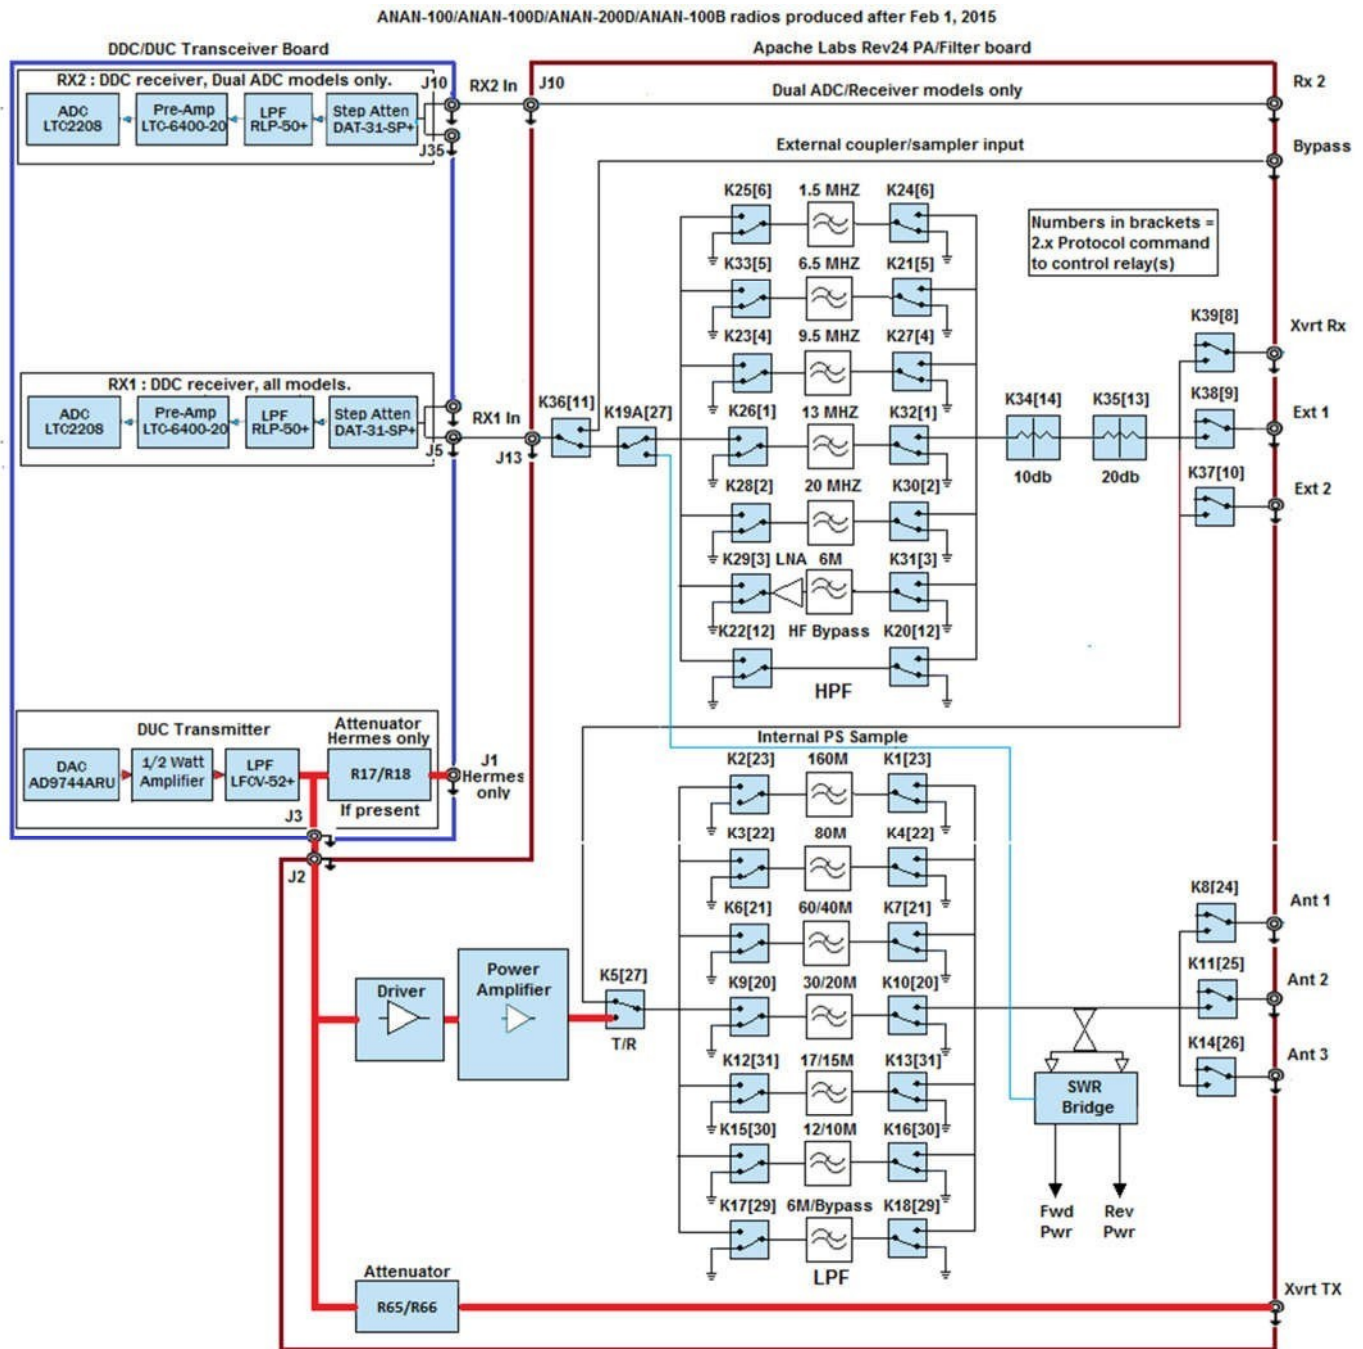 ANAN-100/ANAN-100D/ANAN-200D/ANAN-100B radios produced after Feb 1, 2015
DDC/DUC Transceiver Board
Apache Labs Rev24 PA/Filter board
RX2 : DDC receiver, Dual ADC models only.
ADC
LTC2208
Pre-Amp
LTC-6400-20
LPF
RLP-50+
Step Atten
DAT-31-SP+
J10
J35
RX2 In
J10
Dual ADC/Receiver models only
Rx 2
External coupler/sampler input
Bypass
K25[6]
1.5 MHZ
K24[6]
Numbers in brackets =
2.x Protocol command
to control relay(s)
K33[5]
6.5 MHZ
K21[5]
K23[4]
9.5 MHZ
K27[4]
K39[8]
Xvrt Rx
RX1 : DDC receiver, all models.
ADC
LTC2208
Pre-Amp
LTC-6400-20
LPF
RLP-50+
Step Atten
DAT-31-SP+
J5
RX1 In
J13
K36[11]
K19A[27]
K26[1]
13 MHZ
K32[1]
K34[14]
10db
K35[13]
20db
K38[9]
Ext 1
K28[2]
20 MHZ
K30[2]
K37[10]
Ext 2
K29[3]
LNA
6M
K31[3]
K22[12]
HF Bypass
K20[12]
HPF
DUC Transmitter
Attenuator
Hermes only
DAC
AD9744ARU
1/2 Watt
Amplifier
LPF
LFCV-52+
R17/R18
If present
J1
Hermes
only
J3
J2
Internal PS Sample
K2[23]
160M
K1[23]
K3[22]
80M
K4[22]
K6[21]
60/40M
K7[21]
K8[24]
Ant 1
Driver
Power
Amplifier
K5[27]
T/R
K9[20]
30/20M
K10[20]
K11[25]
Ant 2
K12[31]
17/15M
K13[31]
K14[26]
Ant 3
SWR
Bridge
K15[30]
12/10M
K16[30]
K17[29]
6M/Bypass
K18[29]
Fwd
Pwr
Rev
Pwr
LPF
Attenuator
R65/R66
Xvrt TX